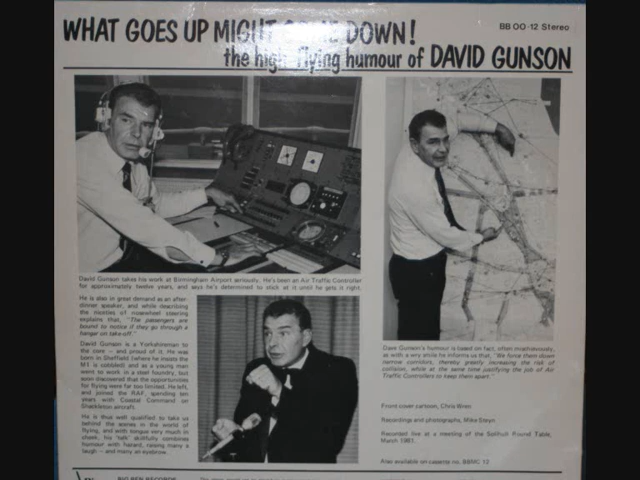 WHAT GOES UP MIGHT COME DOWN!
BB 00-12 Stereo
the high flying humour of DAVID GUNSON
David Gunson takes his work at Birmingham Airport seriously. He's been an Air Traffic Controller
for approximately twelve years, and says he's determined to stick at it until he gets it right.
He is also in great demand as an after-
dinner speaker, and while describing
the niceties of nosewheel steering
explains that, "The passengers are
bound to notice if they go through a
hangar on take-off."
David Gunson is a Yorkshireman to
the core — and proud of it. He was
born in Sheffield (where he insists the
M1 is cobbled) and as a young man
went to work in a steel foundry, but
soon discovered that the opportunities
for flying were far too limited. He left,
and joined the RAF, spending ten
years with Coastal Command on
Shackleton aircraft.
He is thus well qualified to take us
behind the scenes in the world of
flying, and with tongue very much in
cheek, his 'talk' skilfully combines
humour with hazard, raising many a
laugh — and many an eyebrow.
Dave Gunson's humour is based on fact, often mischievously,
as with a wry smile he informs us that, "We force them down
narrow corridors, thereby greatly increasing the risk of
collision, while at the same time justifying the job of Air
Traffic Controllers to keep them apart."
Front cover cartoon, Chris Wren
Recordings and photographs, Mike Steyn
Recorded live at a meeting of the Solihull Round Table,
March 1981.
Also available on cassette no. BBMC 12
BIG BEN RECORDS